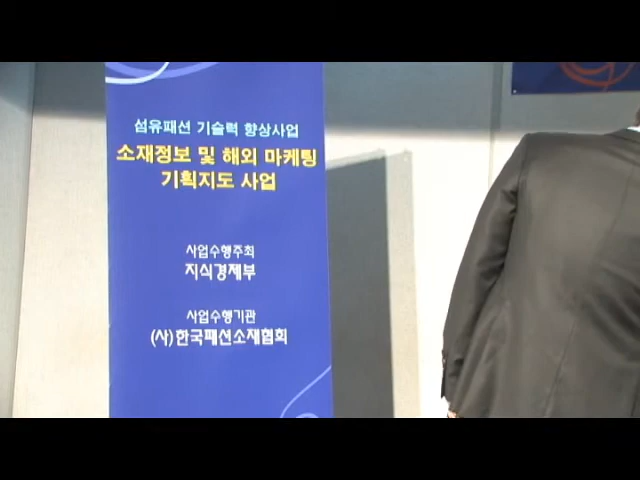 섬유패션 기술력 향상사업
소재정보 및 해외 마케팅
기획지도 사업
사업수행주최
지식경제부
사업수행기관
(사)한국패션소재협회